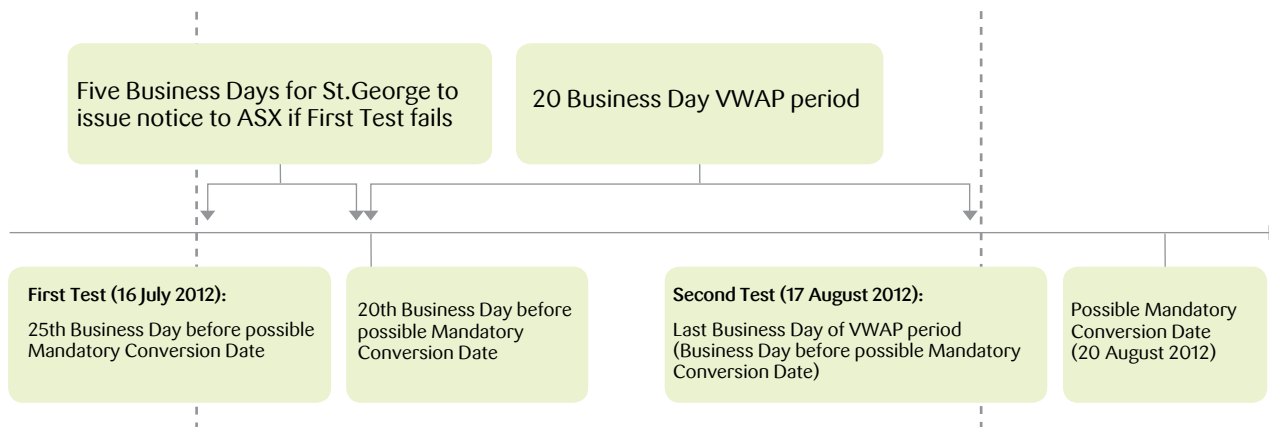 Five Business Days for St.George to
issue notice to ASX if First Test fails
20 Business Day VWAP period
First Test (16 July 2012):
25th Business Day before possible
Mandatory Conversion Date
20th Business Day before
possible Mandatory
Conversion Date
Second Test (17 August 2012):
Last Business Day of VWAP period
(Business Day before possible Mandatory
Conversion Date)
Possible Mandatory
Conversion Date
(20 August 2012)